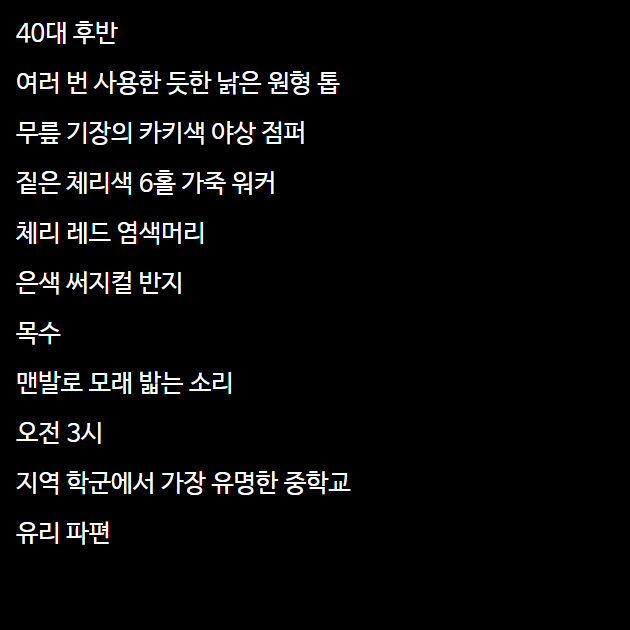 40대 후반
여러 번 사용한 듯한 낡은 원형 톱
무릎 기장의 카키색 야상 점퍼
짙은 체리색 6홀 가죽 워커
체리 레드 염색머리
은색 써지컬 반지
목수
맨발로 모래 밟는 소리
오전 3시
지역 학군에서 가장 유명한 중학교
유리 파편